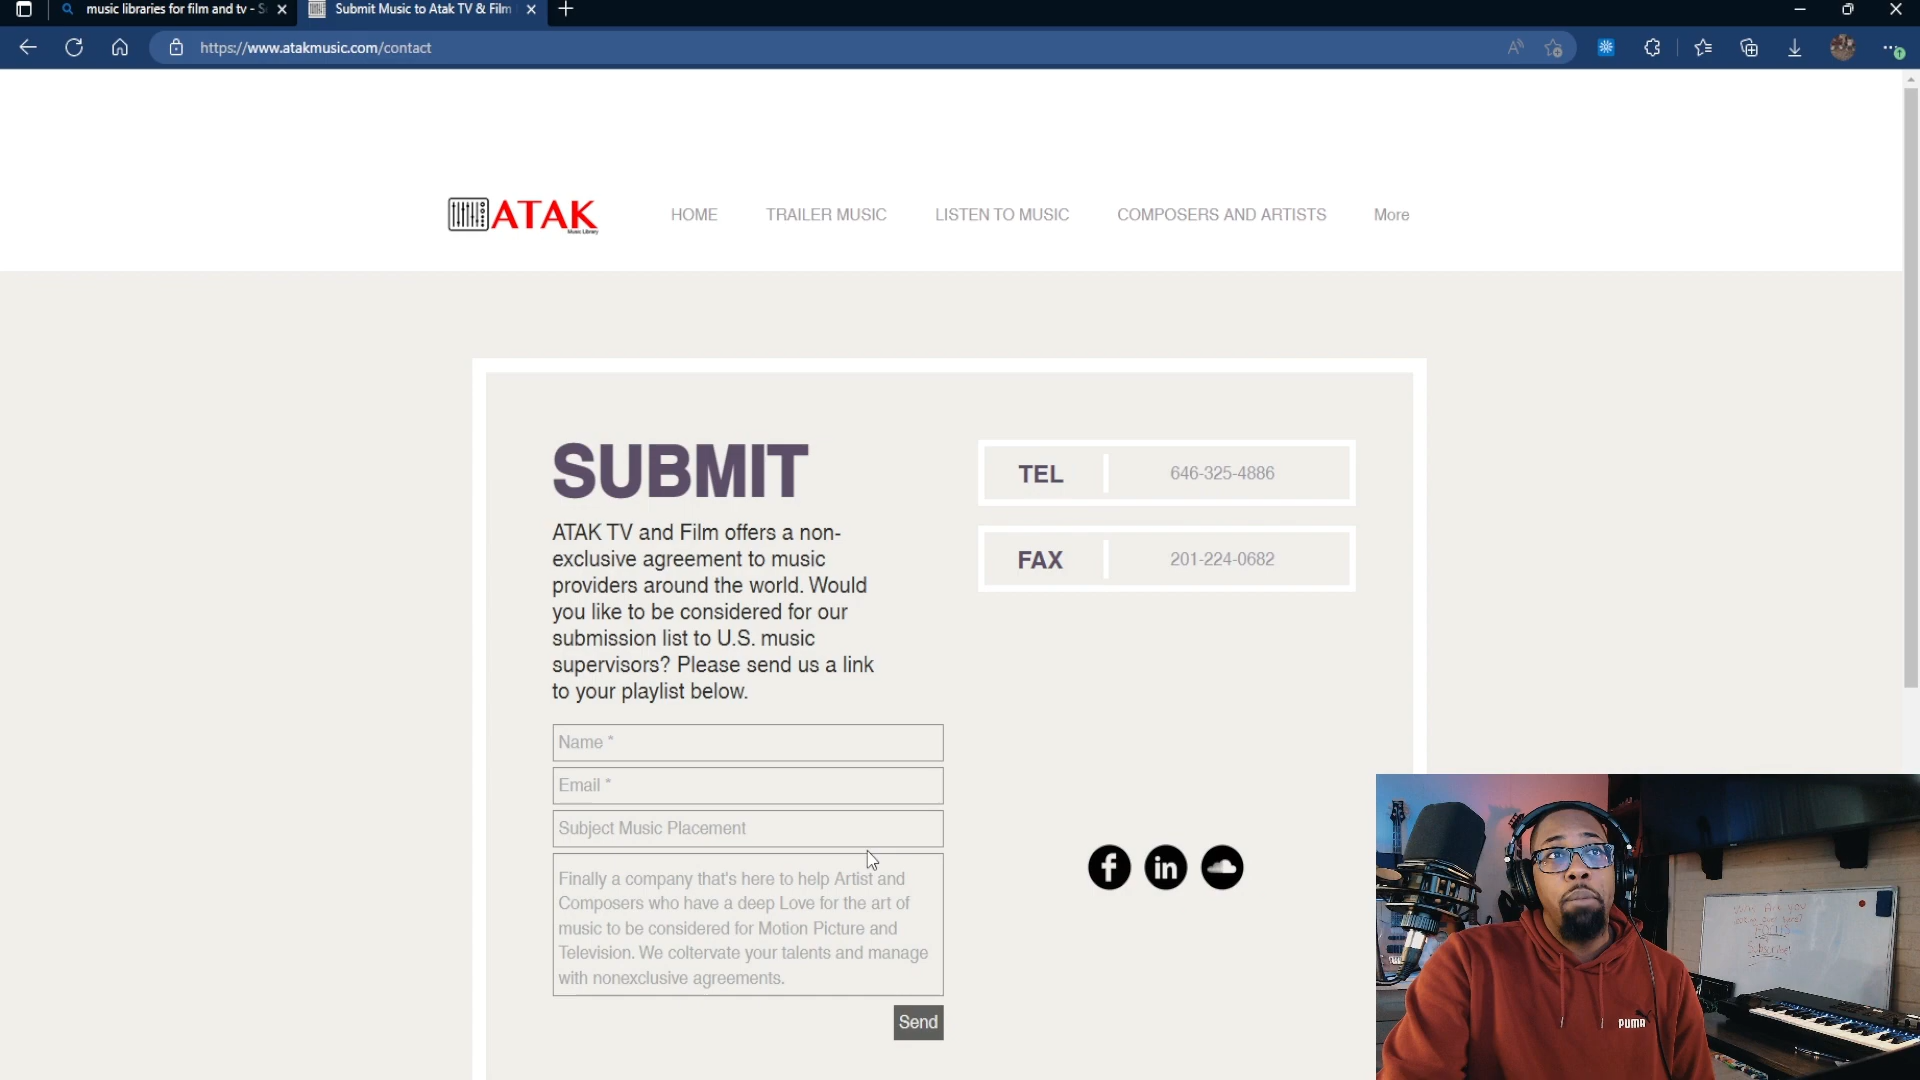 music libraries for film and tv - S
Submit Music to Atak TV & Film
https://www.atakmusic.com/contact
ATAK
Music Library
HOME
TRAILER MUSIC
LISTEN TO MUSIC
COMPOSERS AND ARTISTS
More
SUBMIT
ATAK TV and Film offers a non-
exclusive agreement to music
providers around the world. Would
you like to be considered for our
submission list to U.S. music
supervisors? Please send us a link
to your playlist below.
TEL
646-325-4886
FAX
201-224-0682
Name *
Email *
Subject Music Placement
Finally a company that's here to help Artist and
Composers who have a deep Love for the art of
music to be considered for Motion Picture and
Television. We coltervate your talents and manage
with nonexclusive agreements.
Send
f
in
PUMA